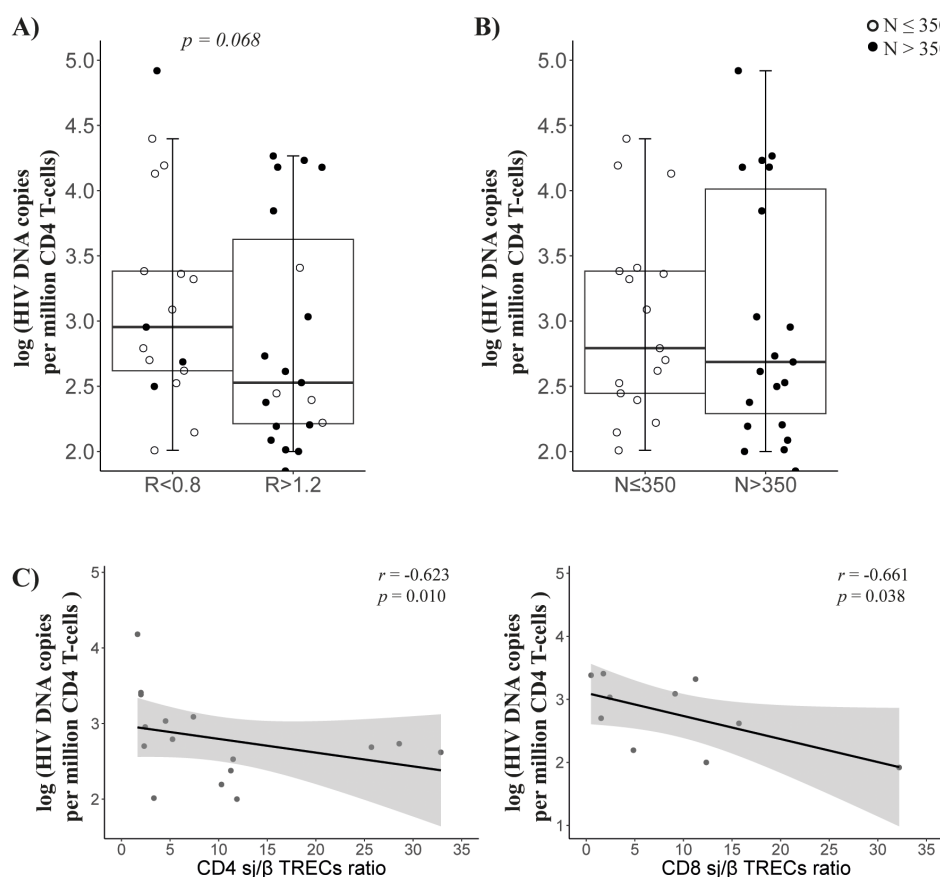 A)
p = 0.068
log (HIV DNA copies
per million CD4 T-cells)
5.0
4.5
4.0
3.5
3.0
2.5
2.0
R<0.8
R>1.2
B)
N ≤ 350
N > 350
log (HIV DNA copies
per million CD4 T-cells)
5.0
4.5
4.0
3.5
3.0
2.5
2.0
N≤350
N>350
C)
r = -0.623
p = 0.010
log (HIV DNA copies
per million CD4 T-cells )
5
4
3
2
0 5 10 15 20 25 30 35
CD4 sj/β TRECs ratio
r = -0.661
p = 0.038
log (HIV DNA copies
per million CD4 T-cells )
5
4
3
2
1
0 5 10 15 20 25 30 35
CD8 sj/β TRECs ratio